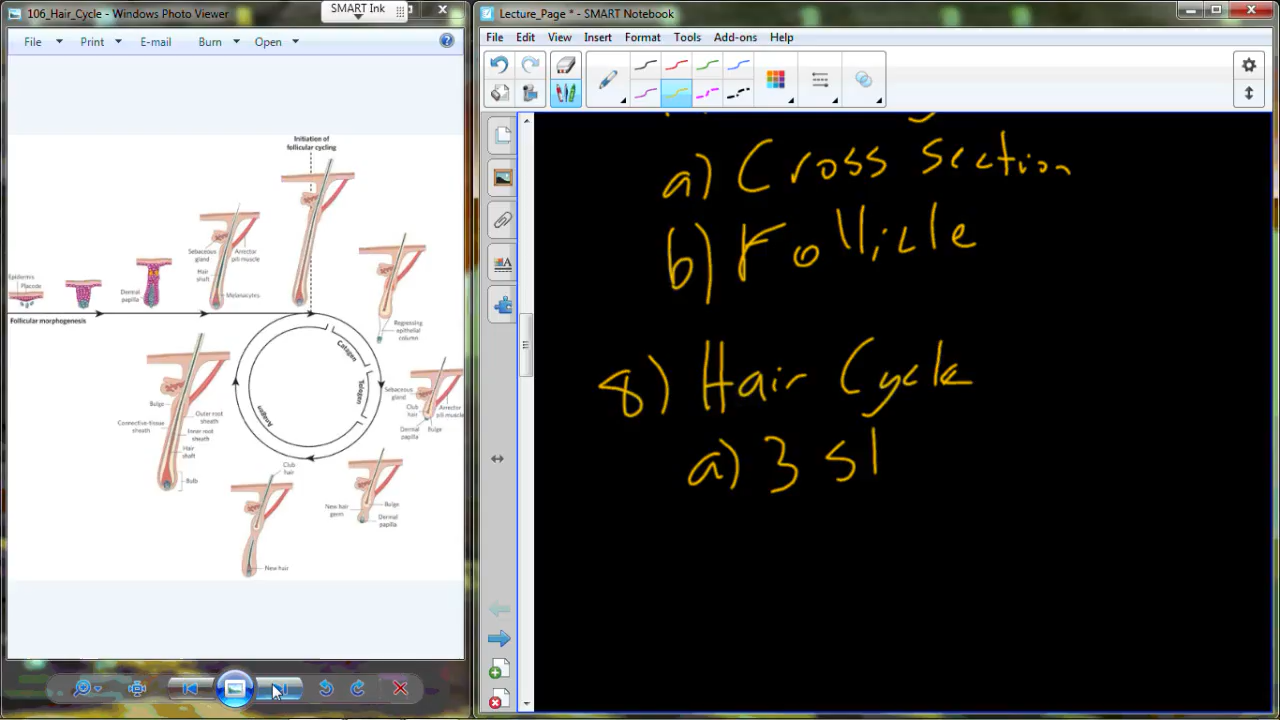 106_Hair_Cycle - Windows Photo Viewer
SMART Ink
File Print E-mail Burn Open
Initiation of
follicular cycling
Sebaceous
gland
Arrector
pili muscle
Hair
shaft
Melanocytes
Epidermis
Placode
Dermal
papilla
Follicular morphogenesis
Regressing
epithelial
column
Catagen
Telogen
Anagen
Sebaceous
gland
Club
hair
Dermal
papilla
Bulge
Arrector
pili muscle
Bulge
Connective-tissue
sheath
Outer root
sheath
Inner root
sheath
Hair
shaft
Bulb
Club
hair
New hair
New hair
germ
Bulge
Dermal
papilla
Lecture_Page * - SMART Notebook
File Edit View Insert Format Tools Add-ons Help
a) Cross section
b) Follicle
8) Hair Cycle
a) 3 sl